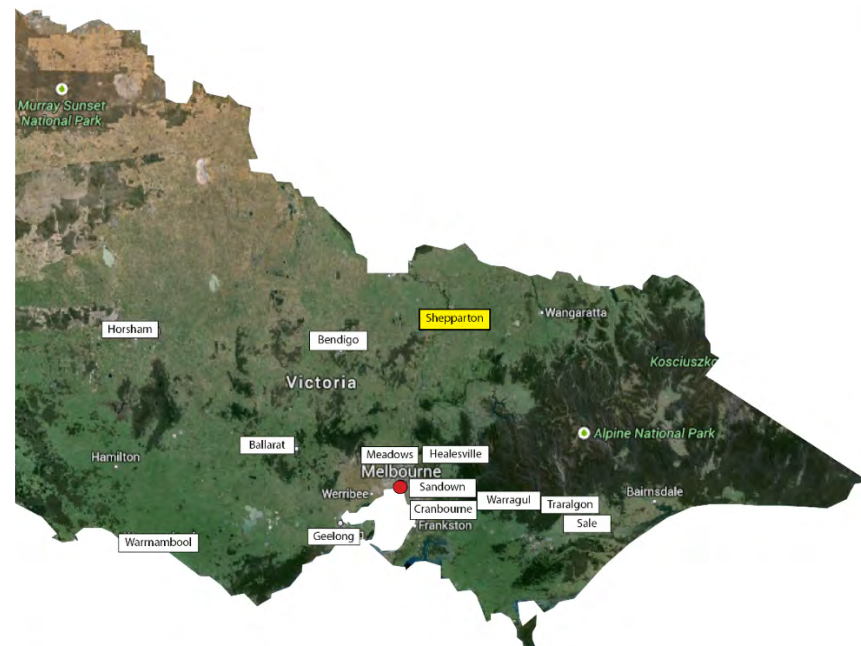 Murray Sunset
National Park
Shepparton
Wangaratta
Horsham
Bendigo
Kosciuszko
Victoria
Alpine National Park
Ballarat
Hamilton
Meadows
Healesville
Melbourne
Sandown
Werribee
Warragul
Traralgon
Bairnsdale
Cranbourne
Sale
Frankston
Geelong
Warnambool